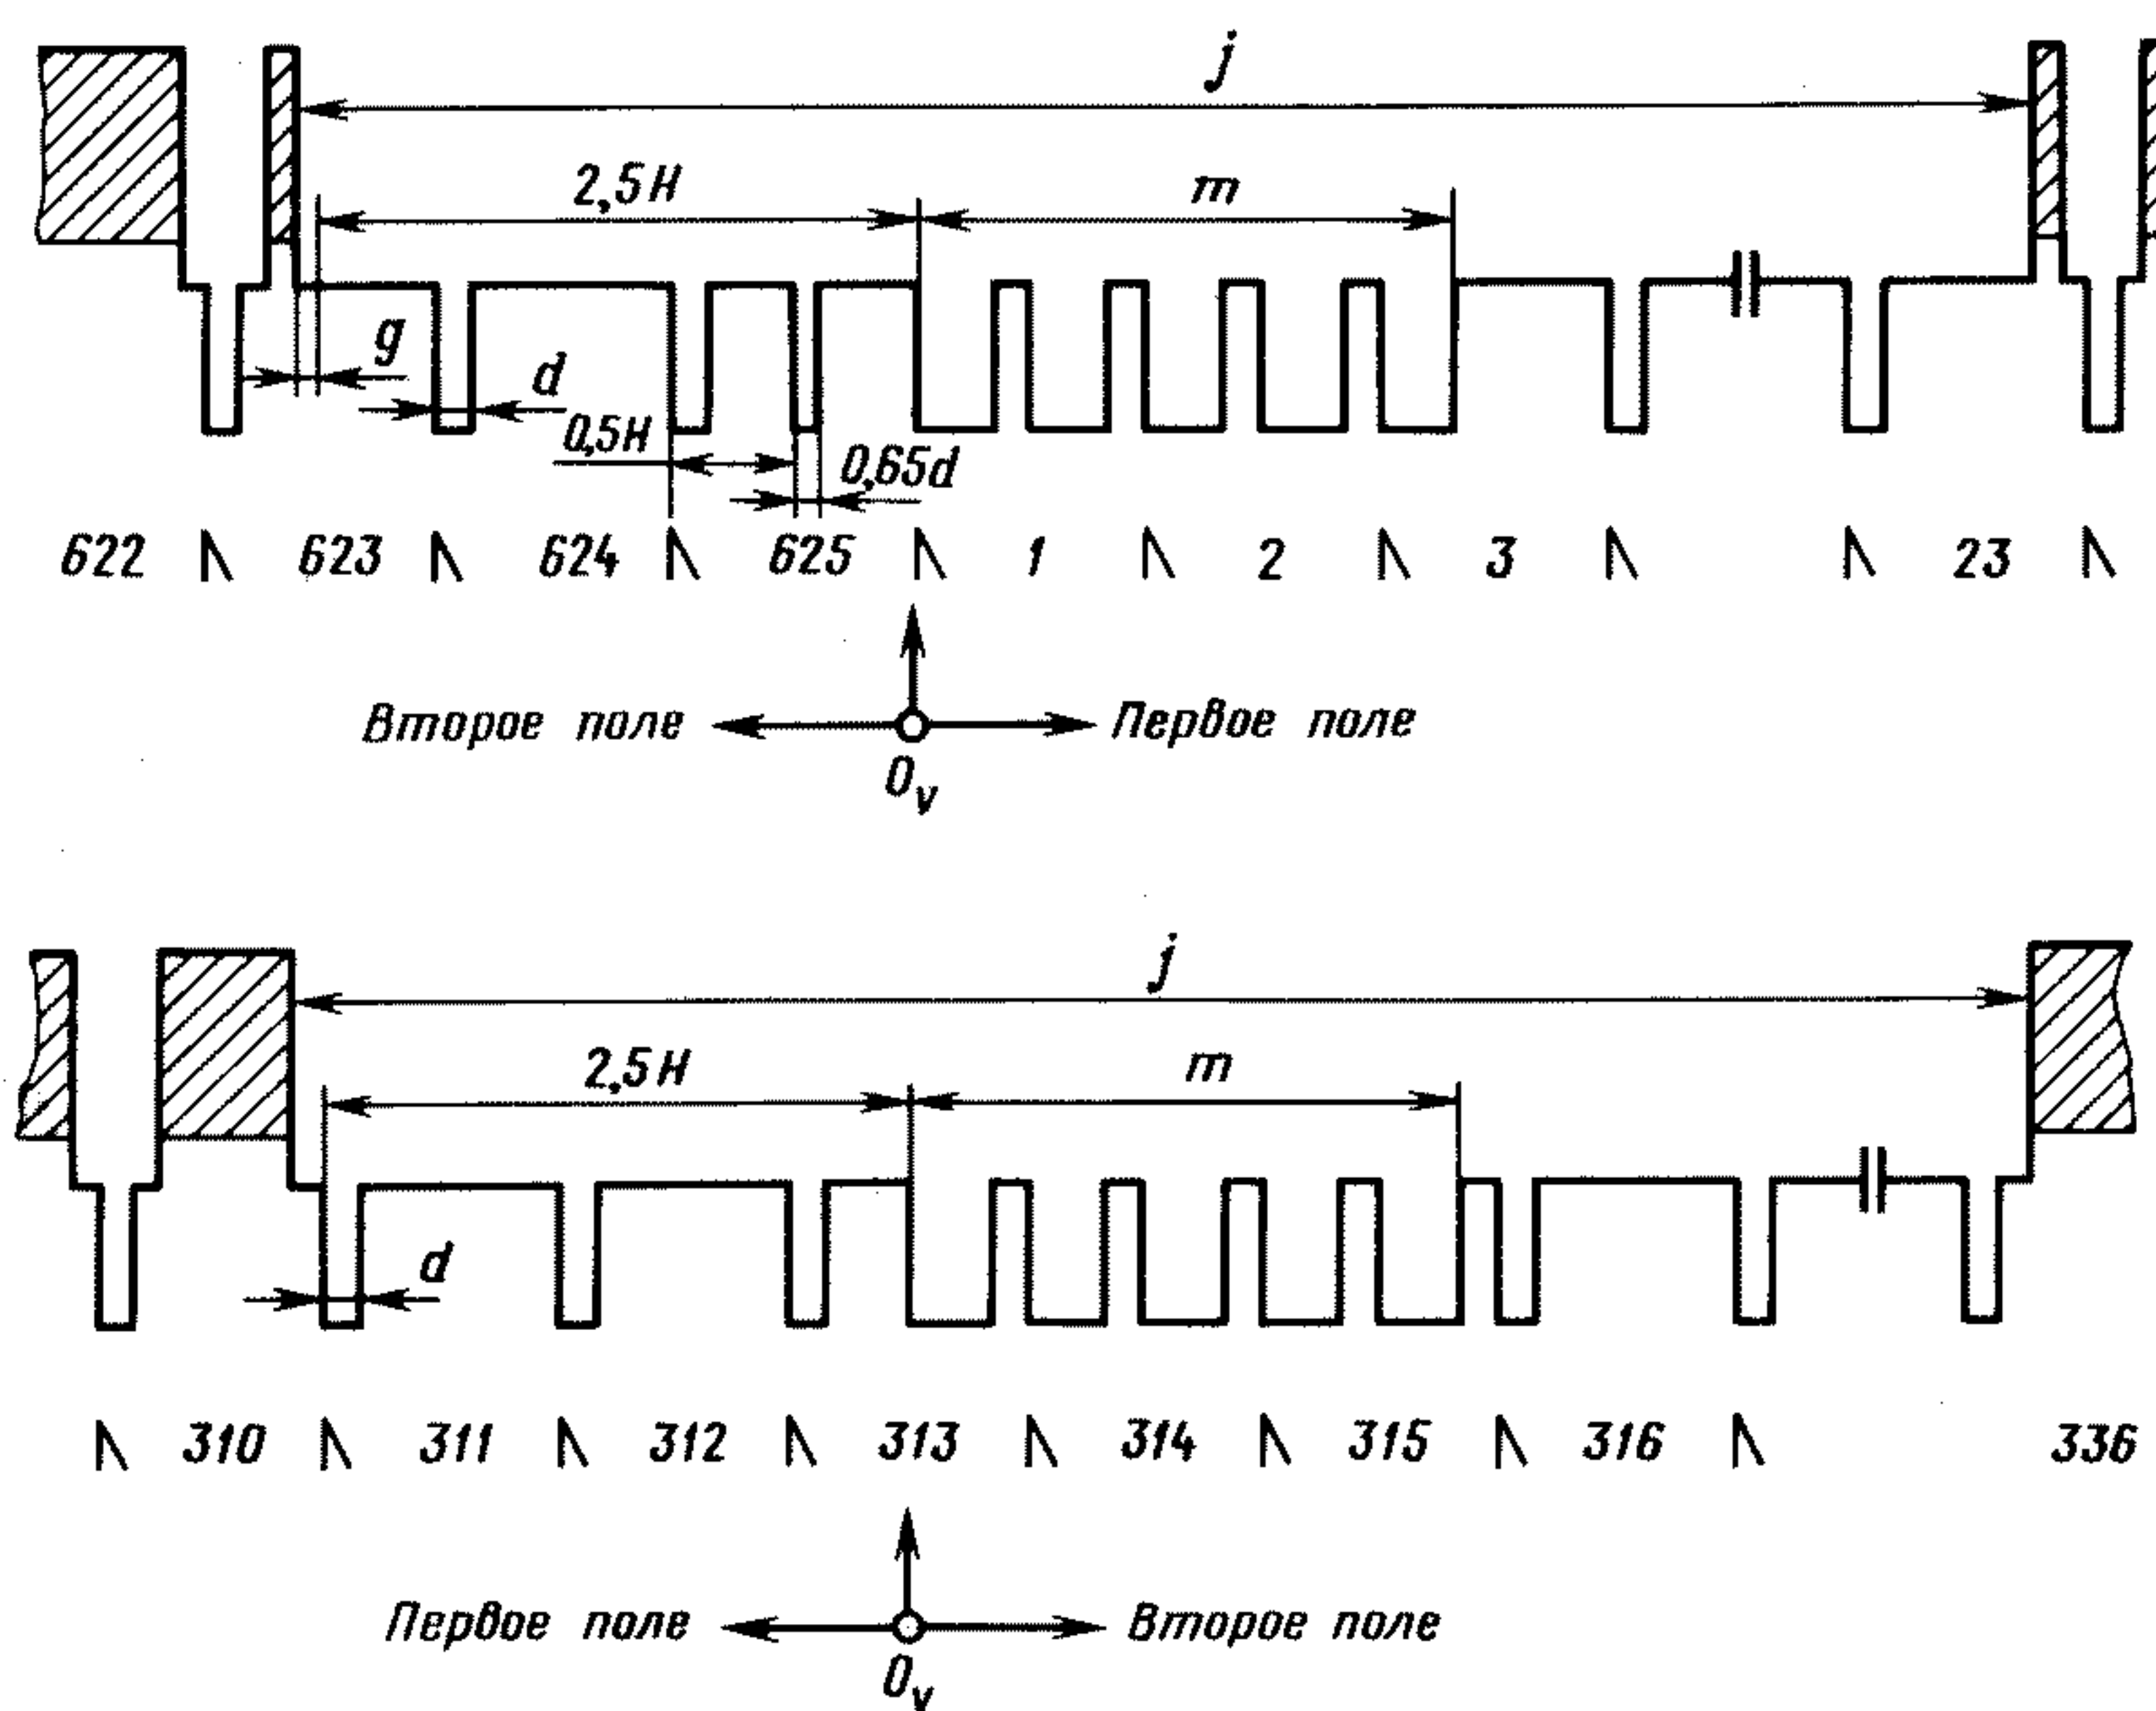 j
2,5H m
g
d
0,5H
0,65d
622 623 624 625 1 2 3 23
Второе поле Первое поле
0v
j
2,5H m
d
310 311 312 313 314 315 316 336
Первое поле Второе поле
0v